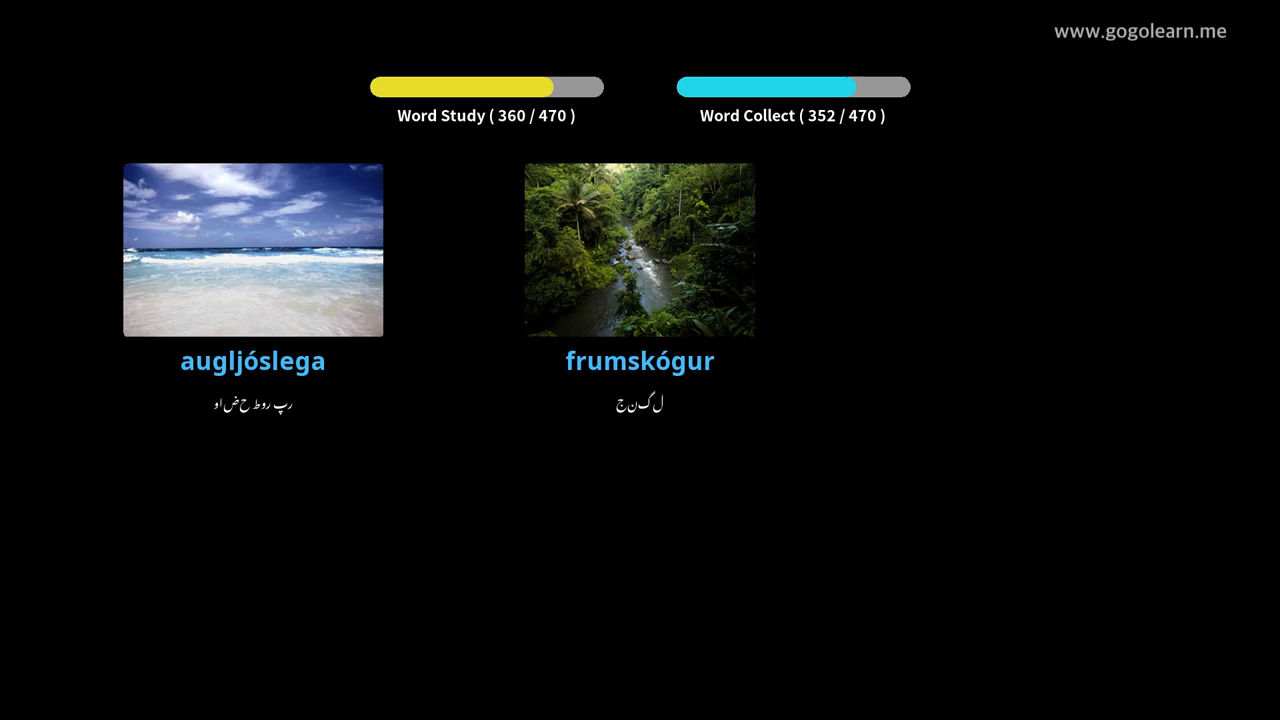 www.gogolearn.me
Word Study ( 360 / 470 )
Word Collect ( 352 / 470 )
augljóslega
frumskógur
واضح طور پر
جنگل